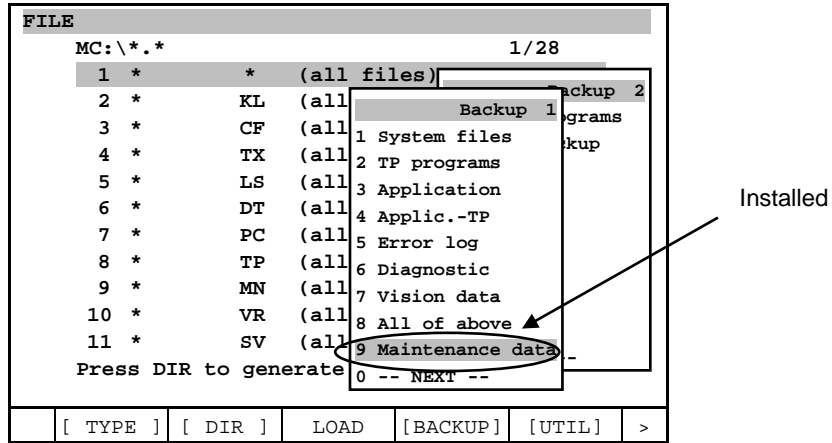 FILE
MC:\*.* 1/28
1 * * (all files)
2 * KL (all
3 * CF (all
4 * TX (all
5 * LS (all
6 * DT (all
7 * PC (all
8 * TP (all
9 * MN (all
10 * VR (all
11 * SV (all
Press DIR to generate
Backup 1
1 System files
2 TP programs
3 Application
4 Applic.-TP
5 Error log
6 Diagnostic
7 Vision data
8 All of above
9 Maintenance data
0 -- NEXT --
2
--
Installed
[ TYPE ] [ DIR ] LOAD [BACKUP] [UTIL] >